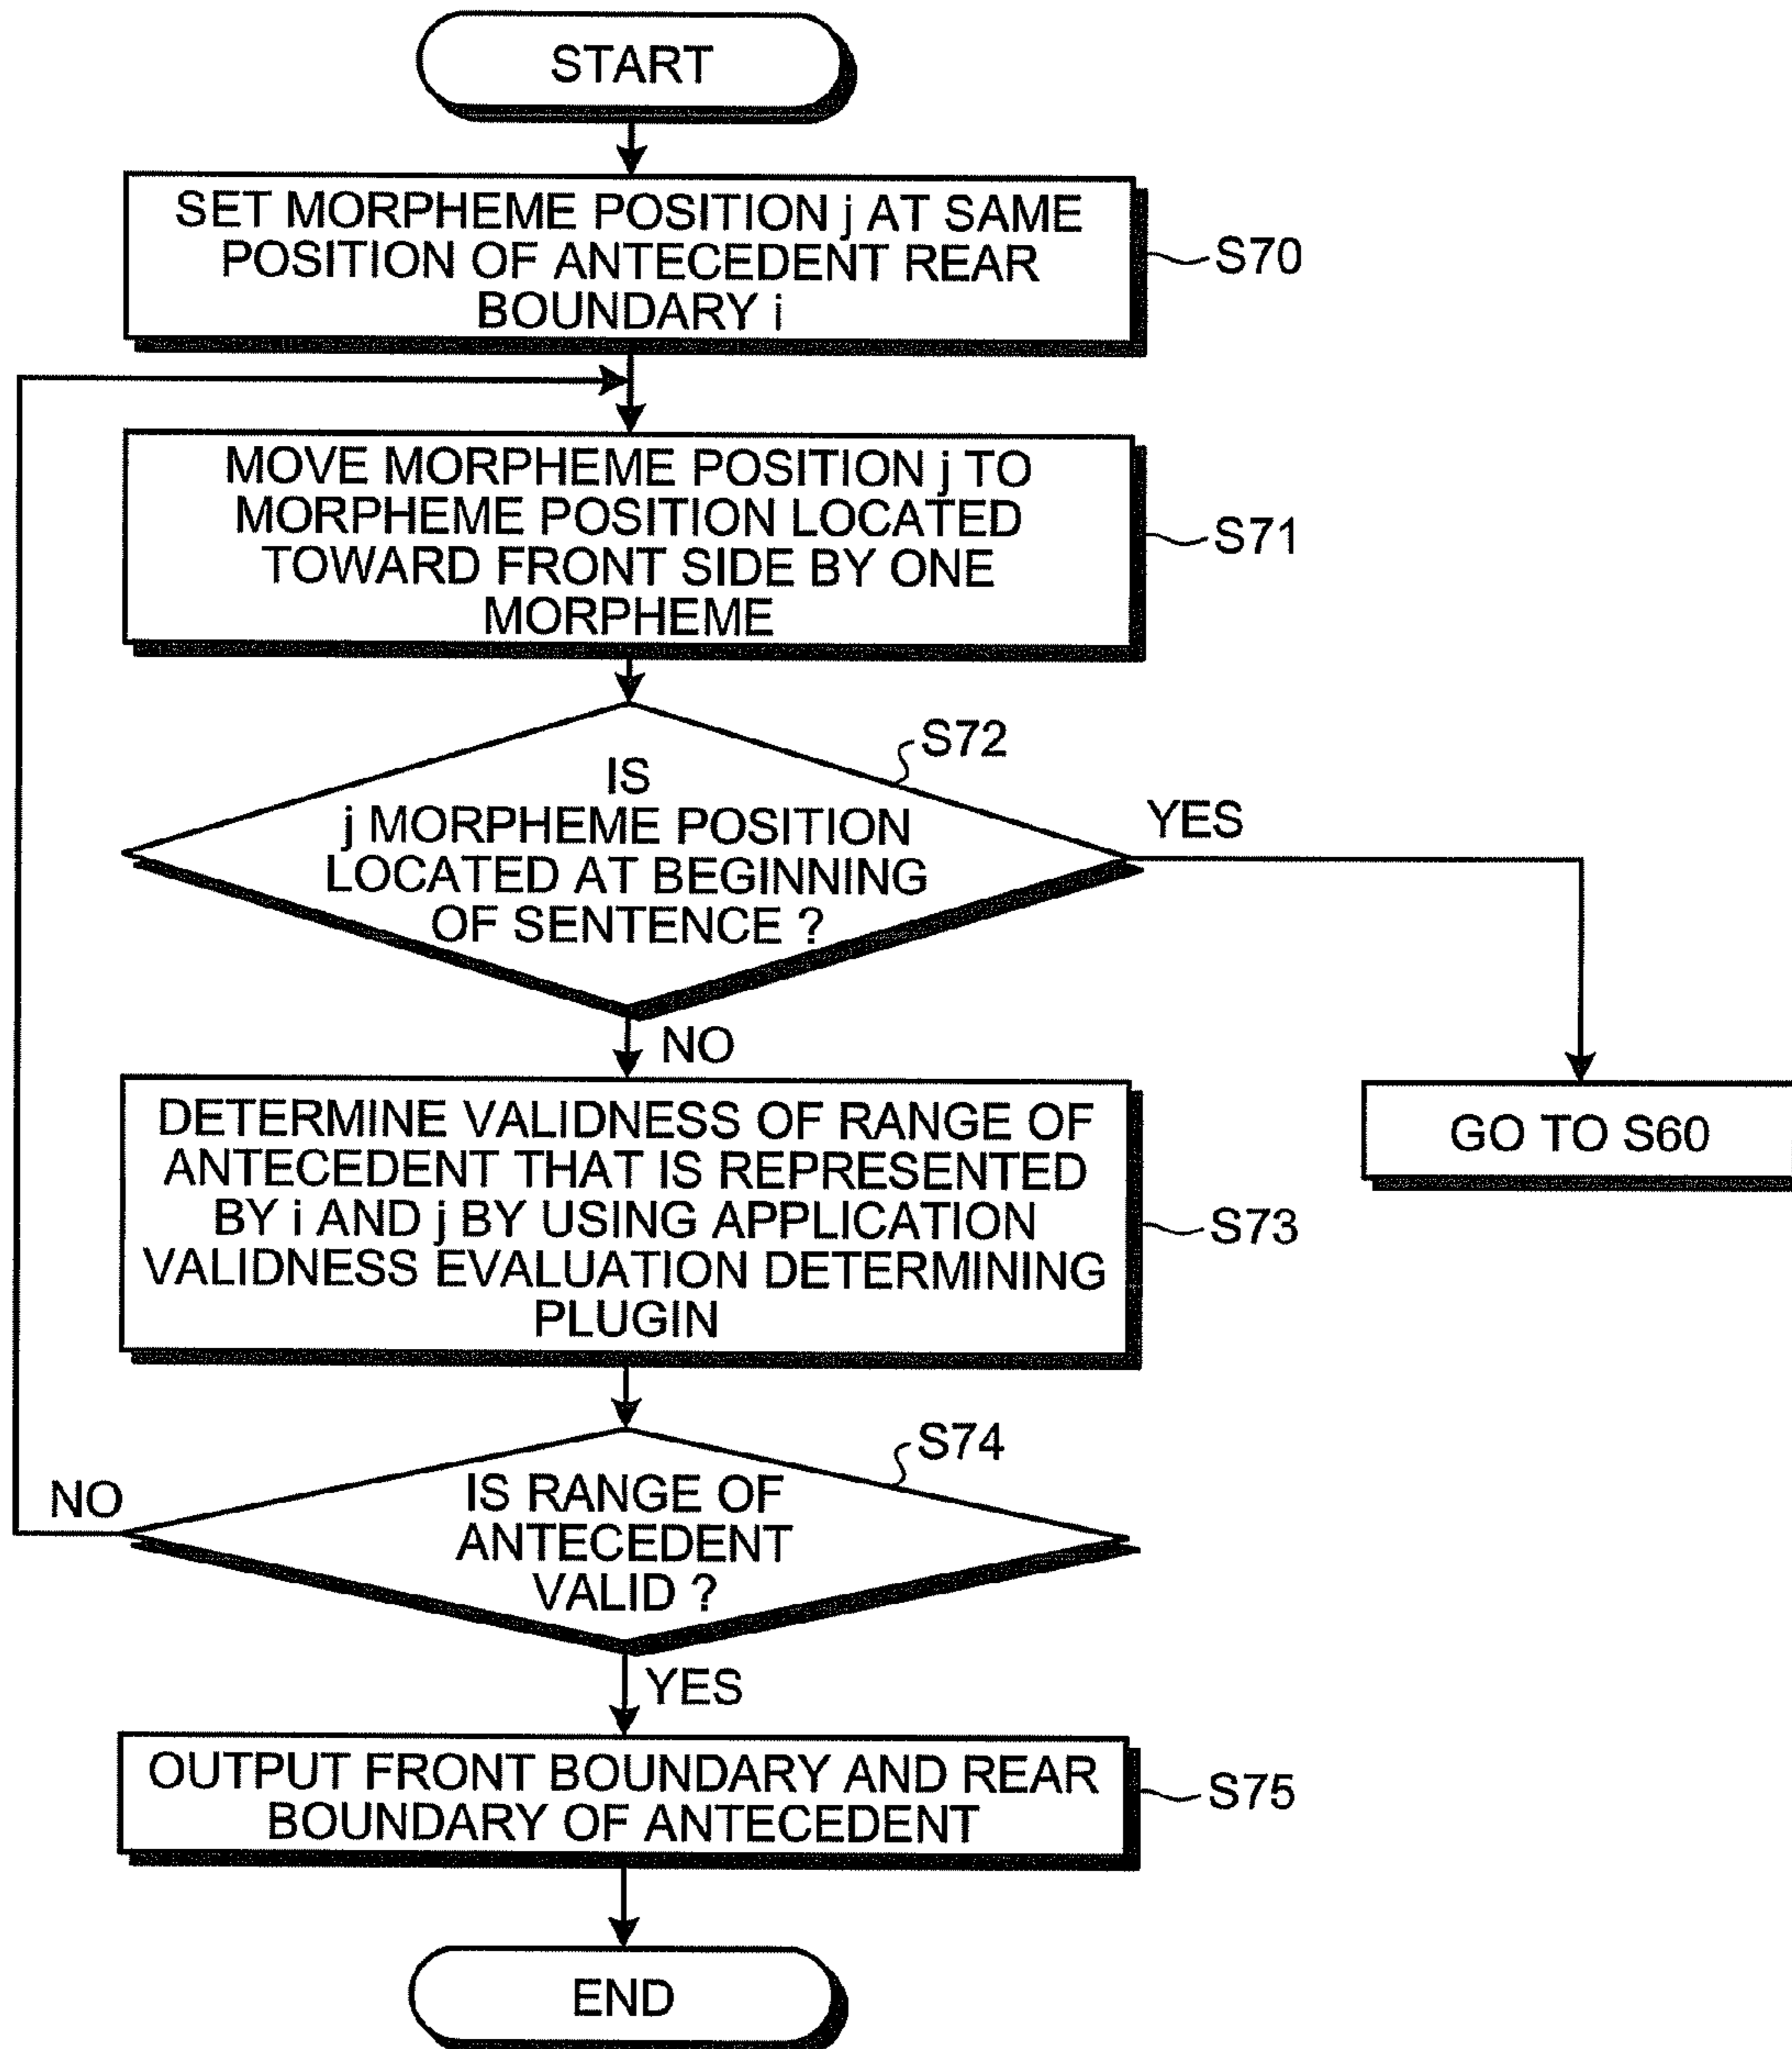 START
SET MORPHEME POSITION j AT SAME
POSITION OF ANTECEDENT REAR
BOUNDARY i
S70
MOVE MORPHEME POSITION j TO
MORPHEME POSITION LOCATED
TOWARD FRONT SIDE BY ONE
MORPHEME
S71
S72
IS
j MORPHEME POSITION
LOCATED AT BEGINNING
OF SENTENCE ?
YES
NO
GO TO S60
DETERMINE VALIDNESS OF RANGE OF
ANTECEDENT THAT IS REPRESENTED
BY i AND j BY USING APPLICATION
VALIDNESS EVALUATION DETERMINING
PLUGIN
S73
S74
IS RANGE OF
ANTECEDENT
VALID ?
NO
YES
OUTPUT FRONT BOUNDARY AND REAR
BOUNDARY OF ANTECEDENT
S75
END